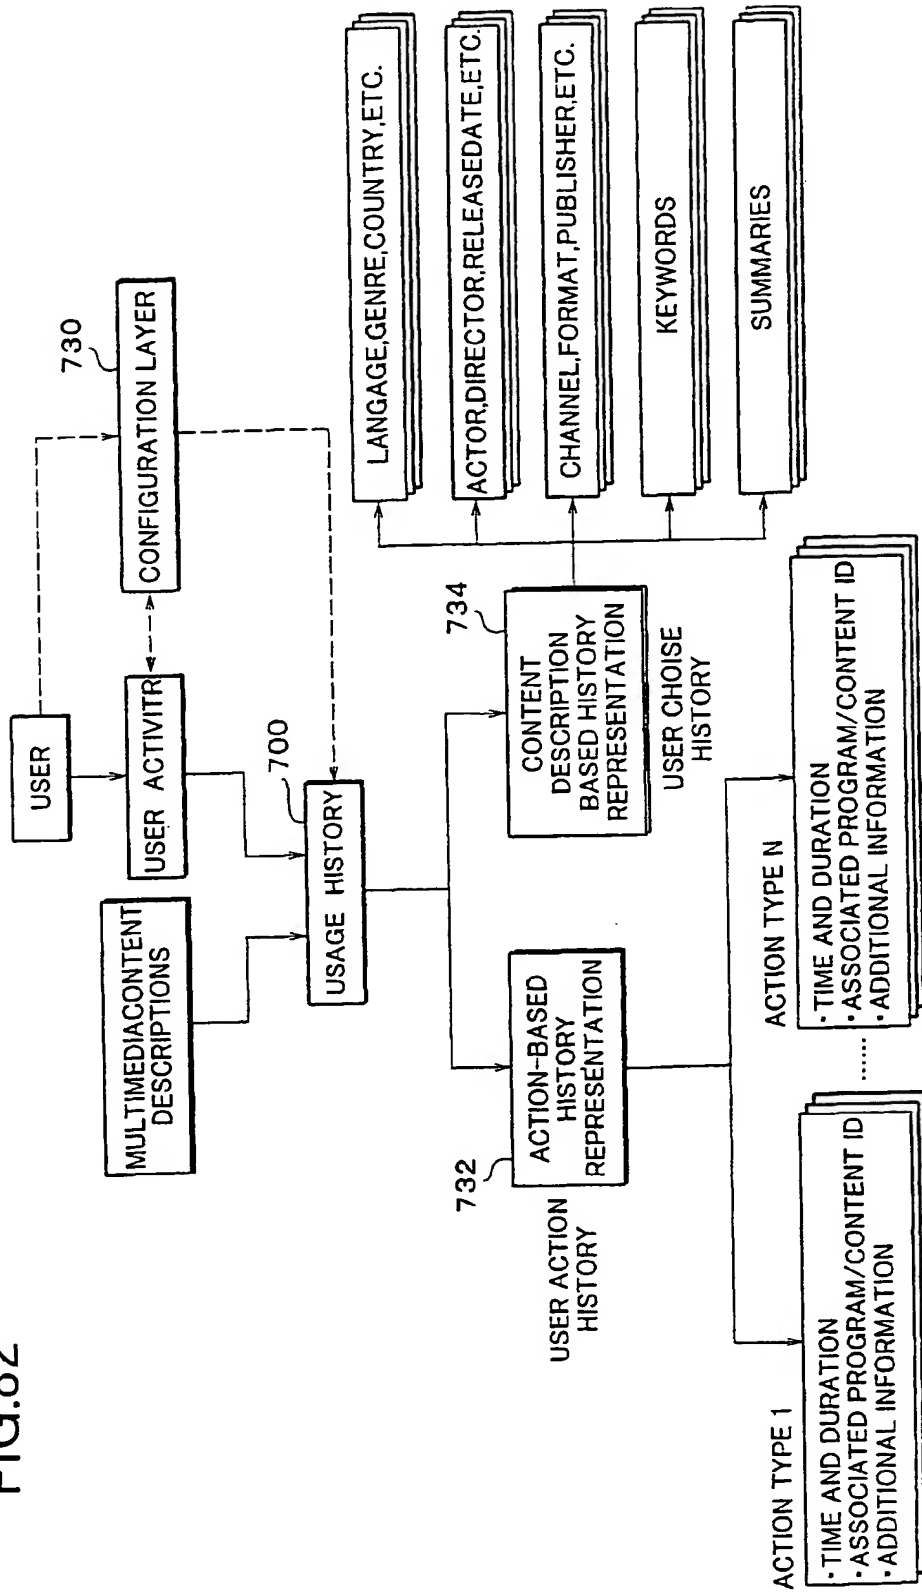 FIG.82
USER
730
MULTIMEDIACONTENT
DESCRIPTIONS
USER ACTIVITR
CONFIGURATION LAYER
700
USAGE HISTORY
732
ACTION-BASED
HISTORY
REPRESENTATION
USER ACTION
HISTORY
734
CONTENT
DESCRIPTION
BASED HISTORY
REPRESENTATION
USER CHOISE
HISTORY
LANGAGE,GENRE,COUNTRY,ETC.
ACTOR,DIRECTOR,RELEASEDATE,ETC.
CHANNEL,FORMAT,PUBLISHER,ETC.
KEYWORDS
SUMMARIES
ACTION TYPE 1
・TIME AND DURATION
・ASSOCIATED PROGRAM/CONTENT ID
・ADDITIONAL INFORMATION
......
ACTION TYPE N
・TIME AND DURATION
・ASSOCIATED PROGRAM/CONTENT ID
・ADDITIONAL INFORMATION